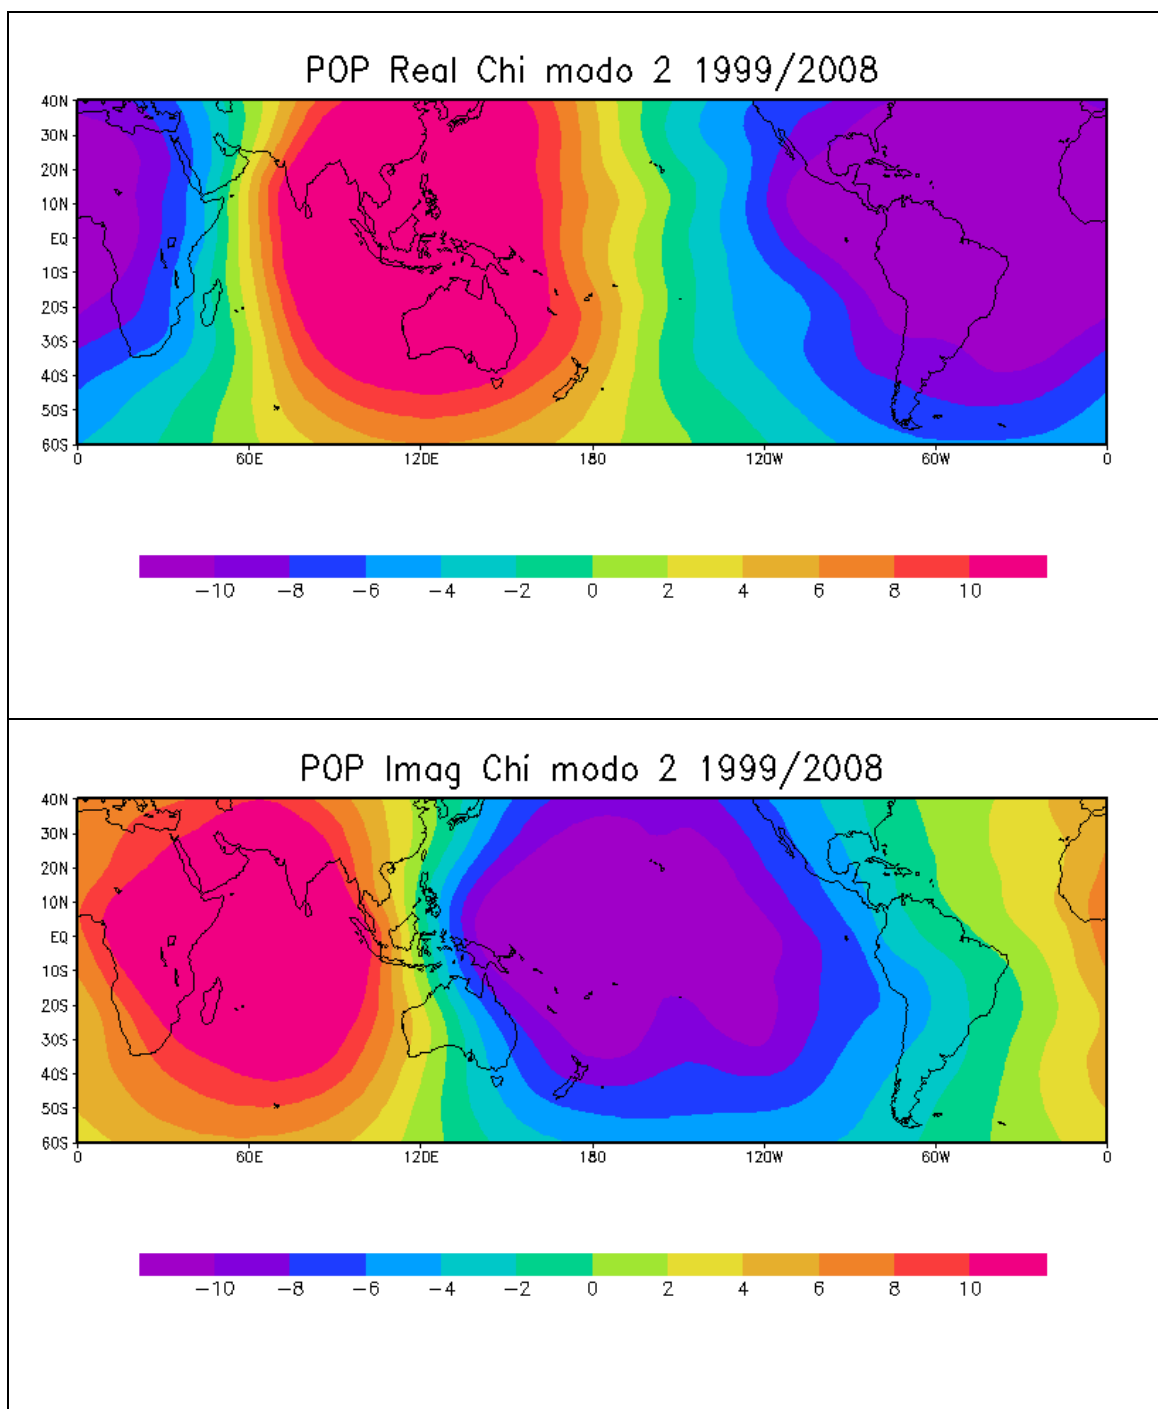 POP Real Chi modo 2 1999/2008
40N
30N
20N
10N
EQ
10S
20S
30S
40S
50S
60S
0 60E 120E 180 120W 60W 0
−10 −8 −6 −4 −2 0 2 4 6 8 10
POP Imag Chi modo 2 1999/2008
40N
30N
20N
10N
EQ
10S
20S
30S
40S
50S
60S
0 60E 120E 180 120W 60W 0
−10 −8 −6 −4 −2 0 2 4 6 8 10